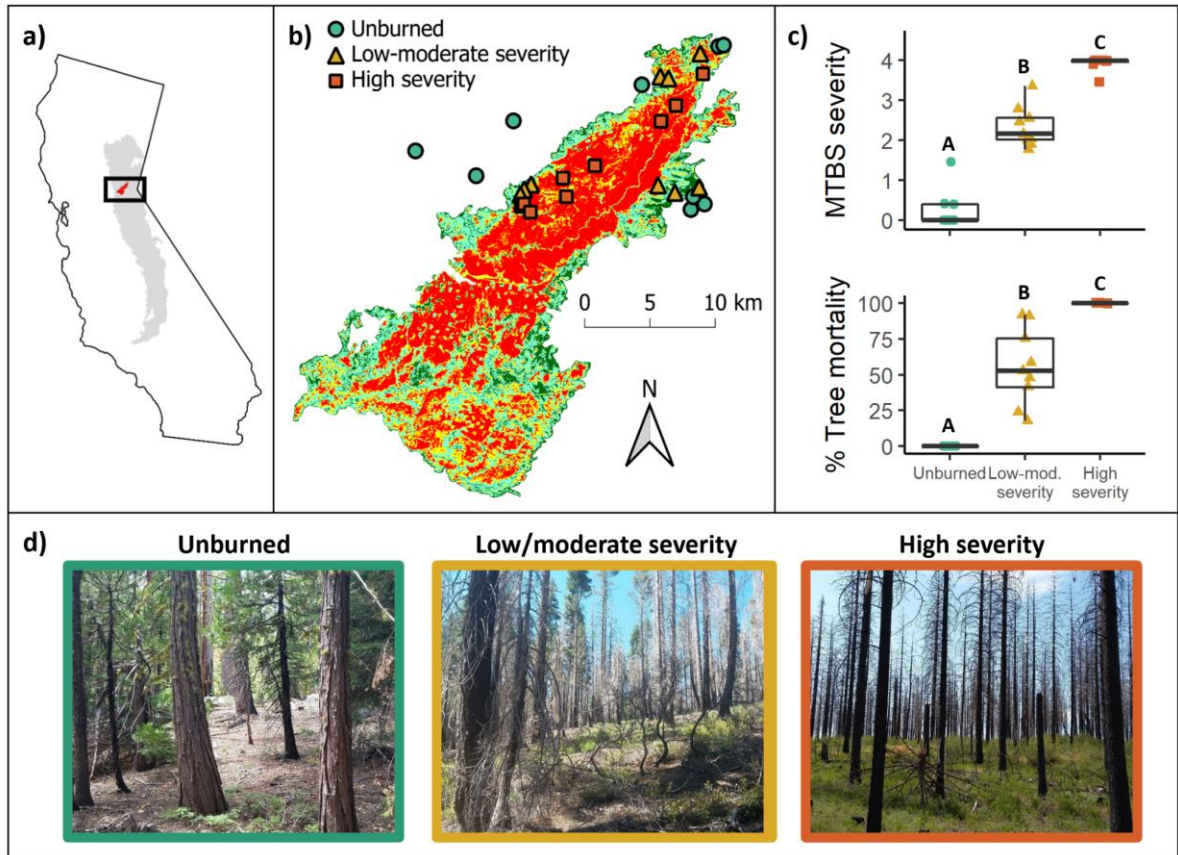 a)
b)
Unburned
Low-moderate severity
High severity
0 5 10 km
N
c)
MTBS severity
4
3
2
1
0
A
B
C
% Tree mortality
100
75
50
25
0
A
B
C
Unburned
Low-mod.
severity
High
severity
d)
Unburned
Low/moderate severity
High severity